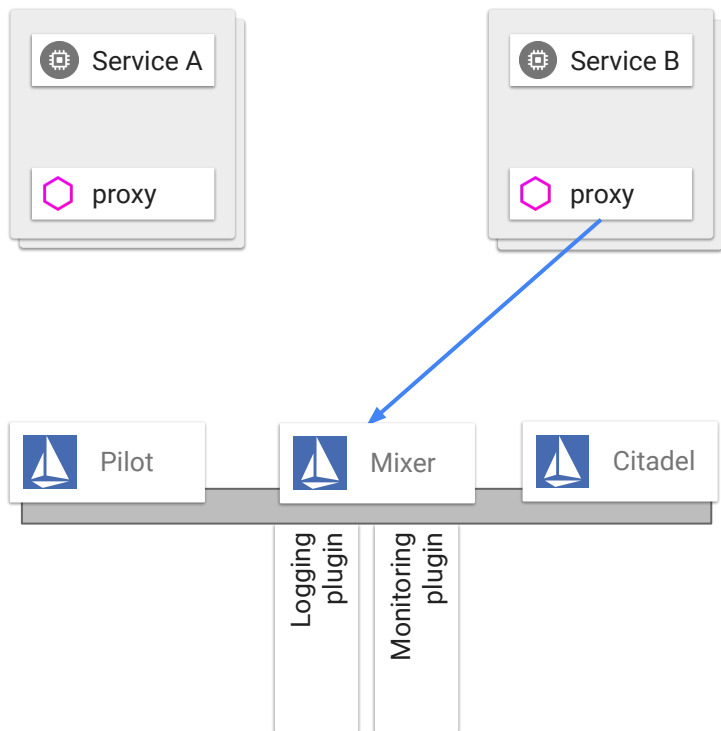 Service A
Service B
proxy
proxy
Pilot
Mixer
Citadel
Logging
plugin
Monitoring
plugin